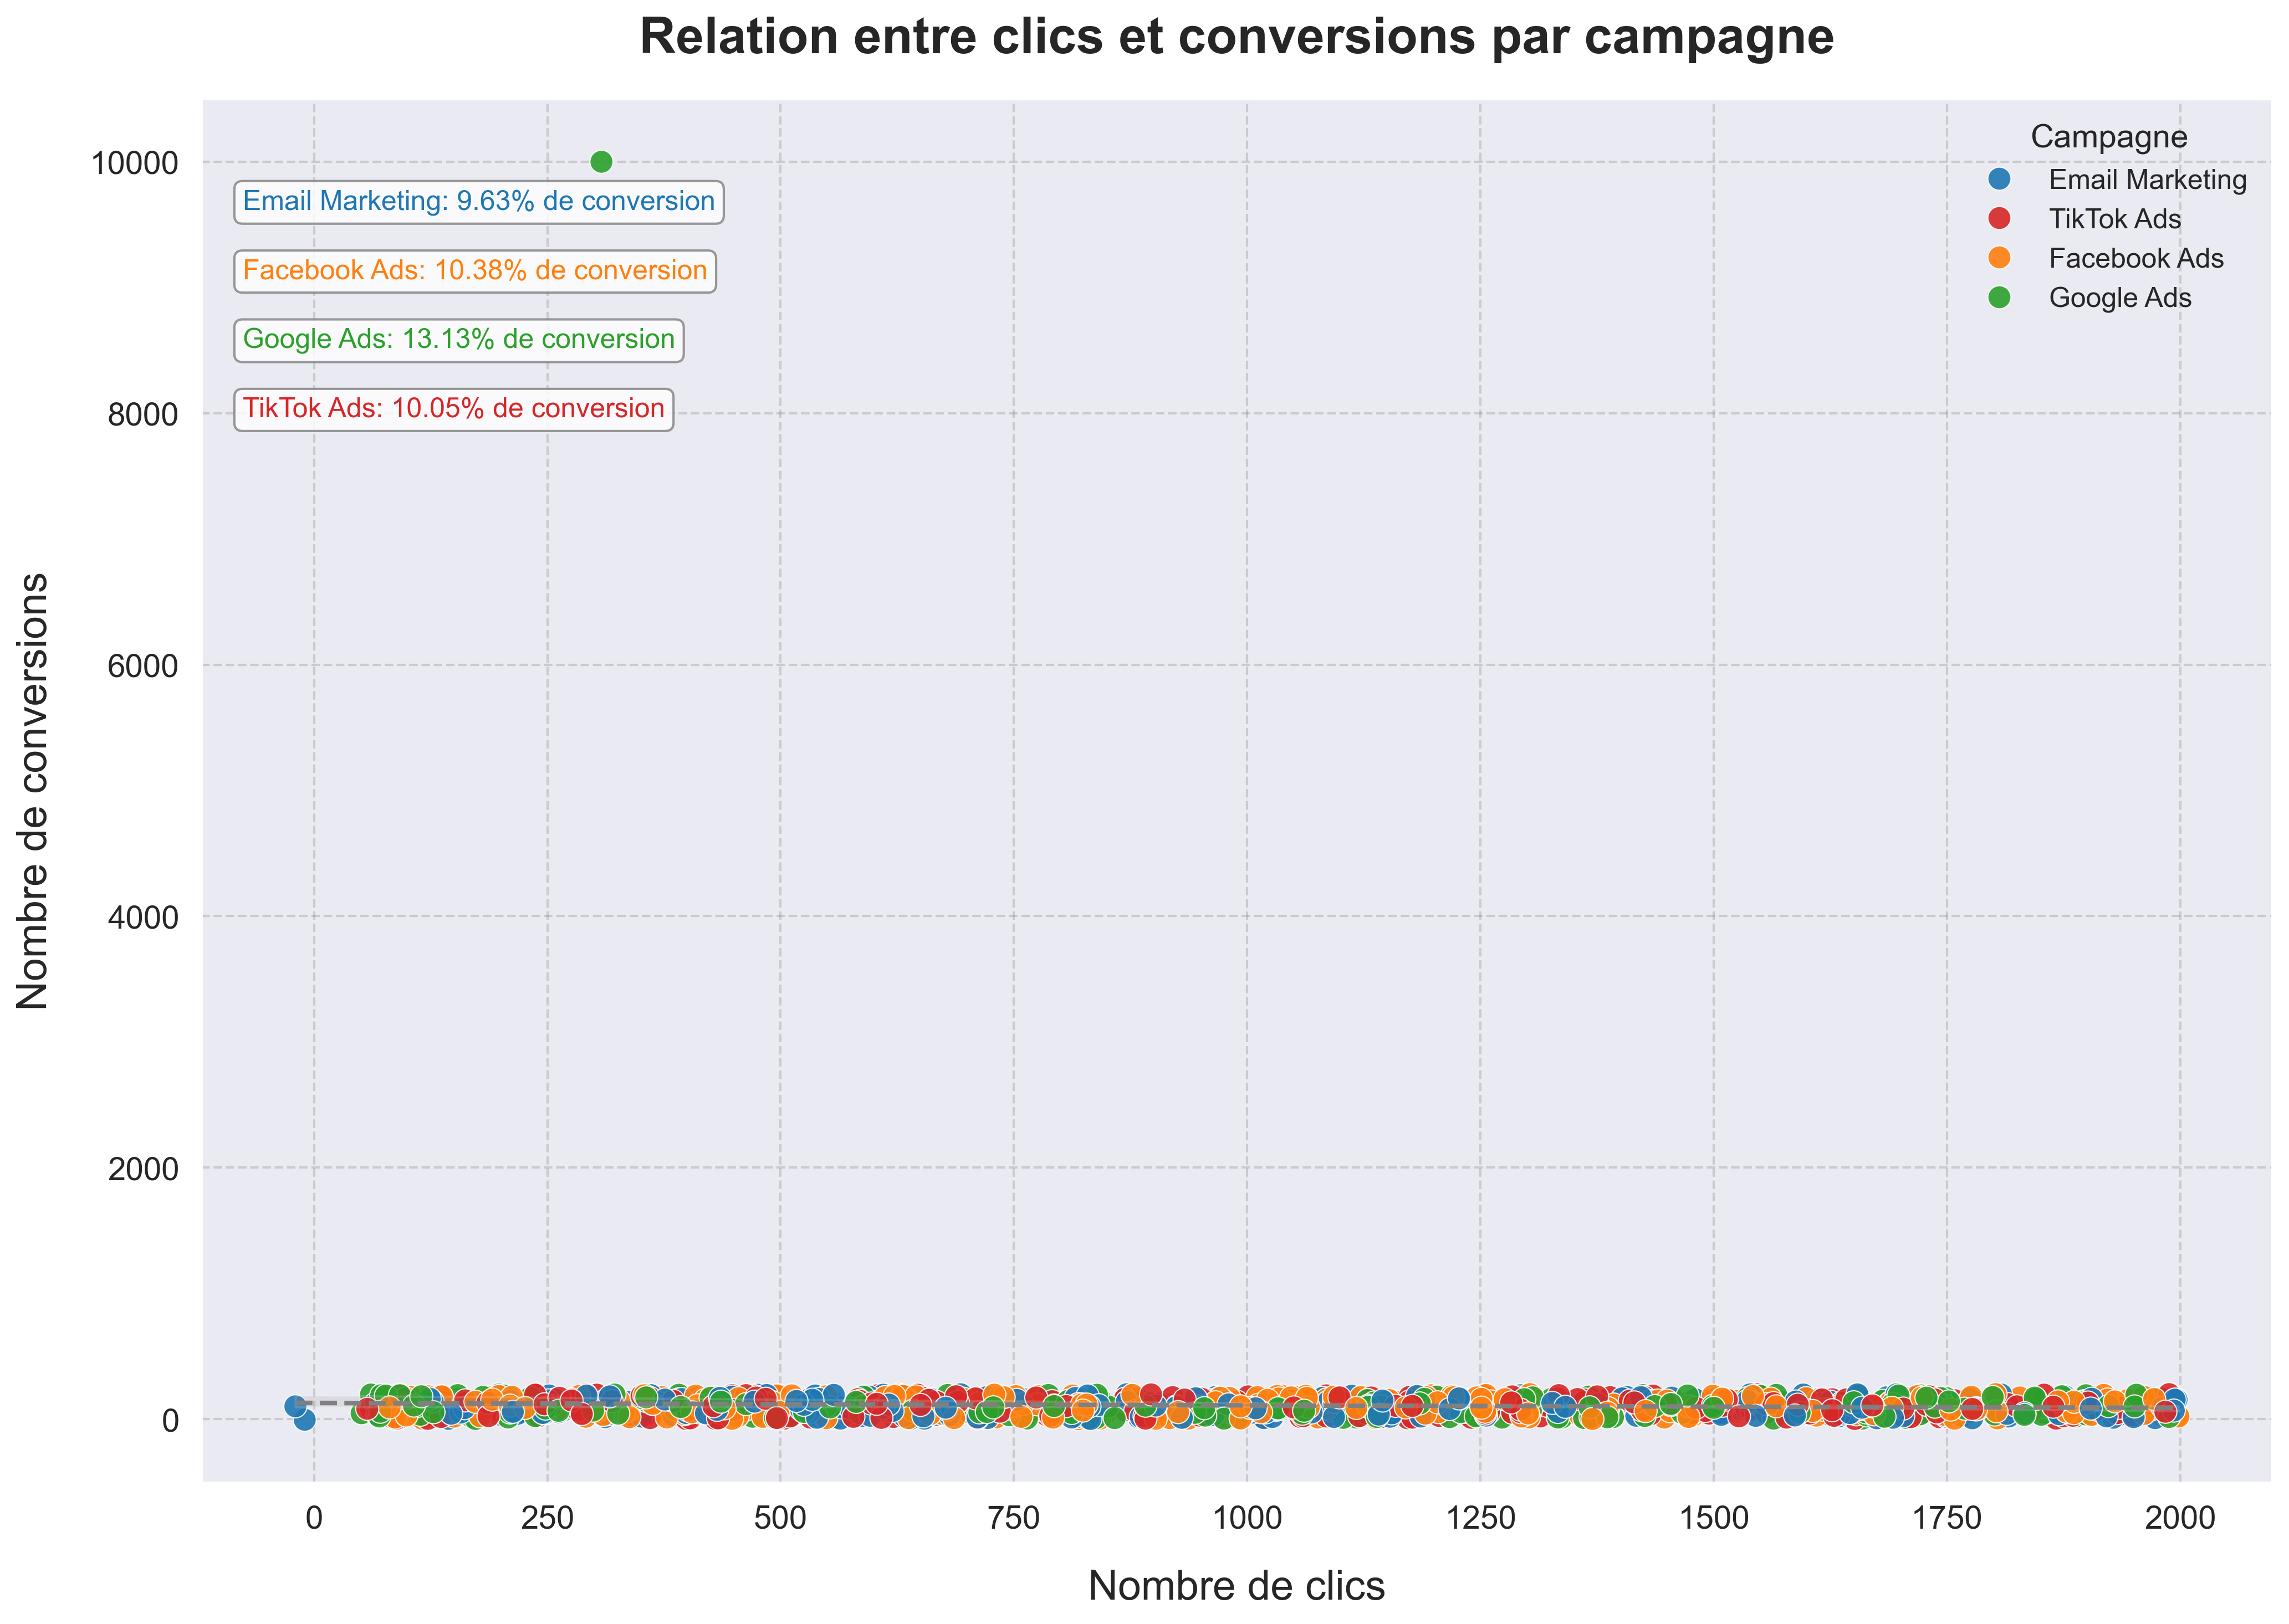 Relation entre clics et conversions par campagne
10000
8000
6000
4000
2000
0
Nombre de conversions
Email Marketing: 9.63% de conversion
Facebook Ads: 10.38% de conversion
Google Ads: 13.13% de conversion
TikTok Ads: 10.05% de conversion
Campagne
Email Marketing
TikTok Ads
Facebook Ads
Google Ads
0 250 500 750 1000 1250 1500 1750 2000
Nombre de clics